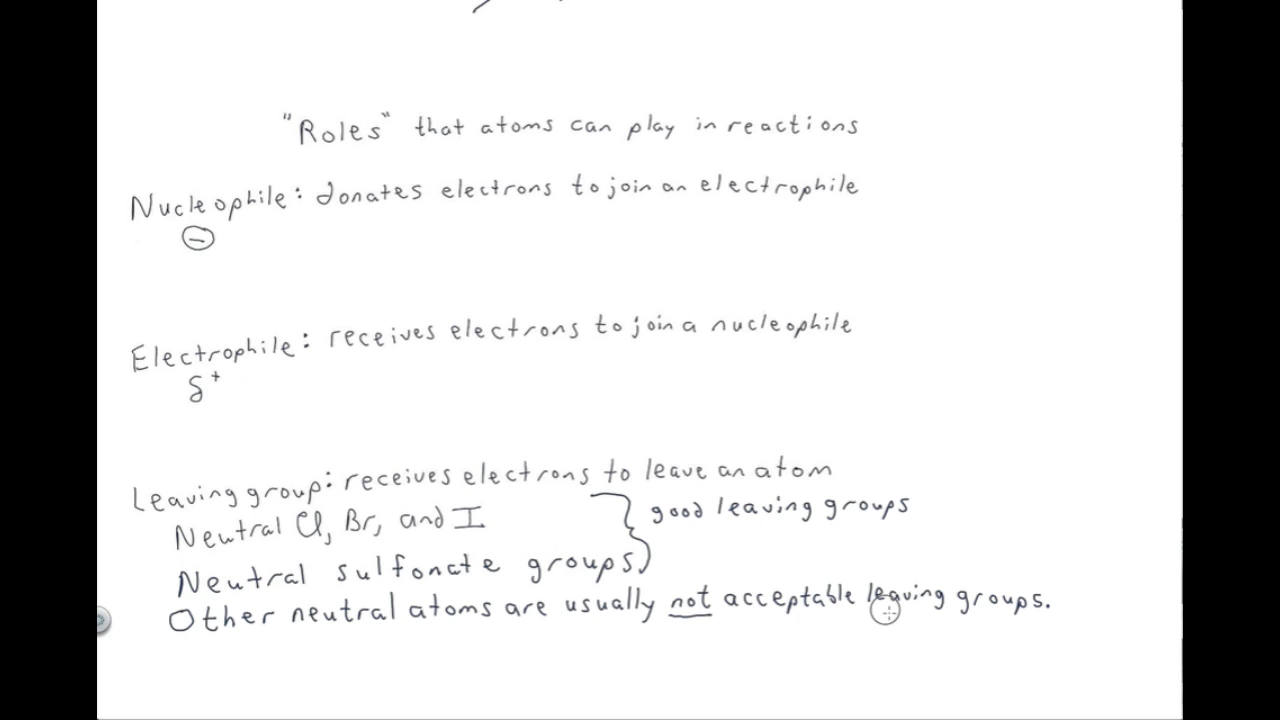 "Roles" that atoms can play in reactions
Nucleophile: donates electrons to join an electrophile
⊖
Electrophile: receives electrons to join a nucleophile
δ+
Leaving group: receives electrons to leave an atom
Neutral Cl, Br, and I
good leaving groups
Neutral sulfonate groups
Other neutral atoms are usually not acceptable leaving groups.